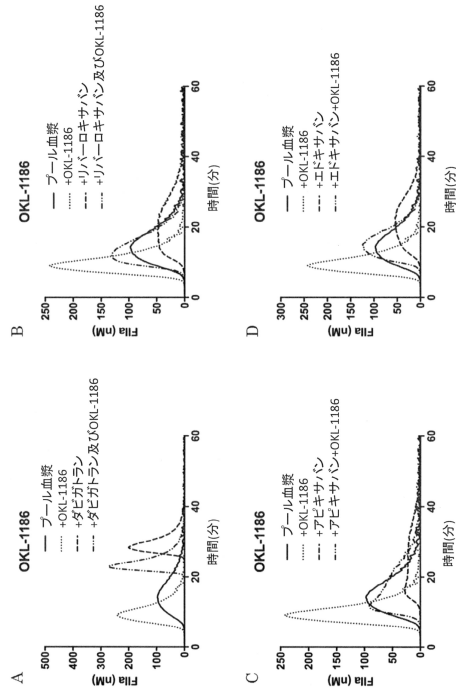 A
OKL-1186
プール血漿
+OKL-1186
+ダビガトラン
+ダビガトラン及びOKL-1186
FIIa (nM)
500
400
300
200
100
0
0 20 40 60
時間(分)
B
OKL-1186
プール血漿
+OKL-1186
+リバーロキサバン
+リバーロキサバン及びOKL-1186
FIIa (nM)
250
200
150
100
50
0
0 20 40 60
時間(分)
C
OKL-1186
プール血漿
+OKL-1186
+アピキサバン
+アピキサバン+OKL-1186
FIIa (nM)
250
200
150
100
50
0
0 20 40 60
時間(分)
D
OKL-1186
プール血漿
+OKL-1186
+エドキサバン
+エドキサバン+OKL-1186
FIIa (nM)
300
250
200
150
100
50
0
0 20 40 60
時間(分)